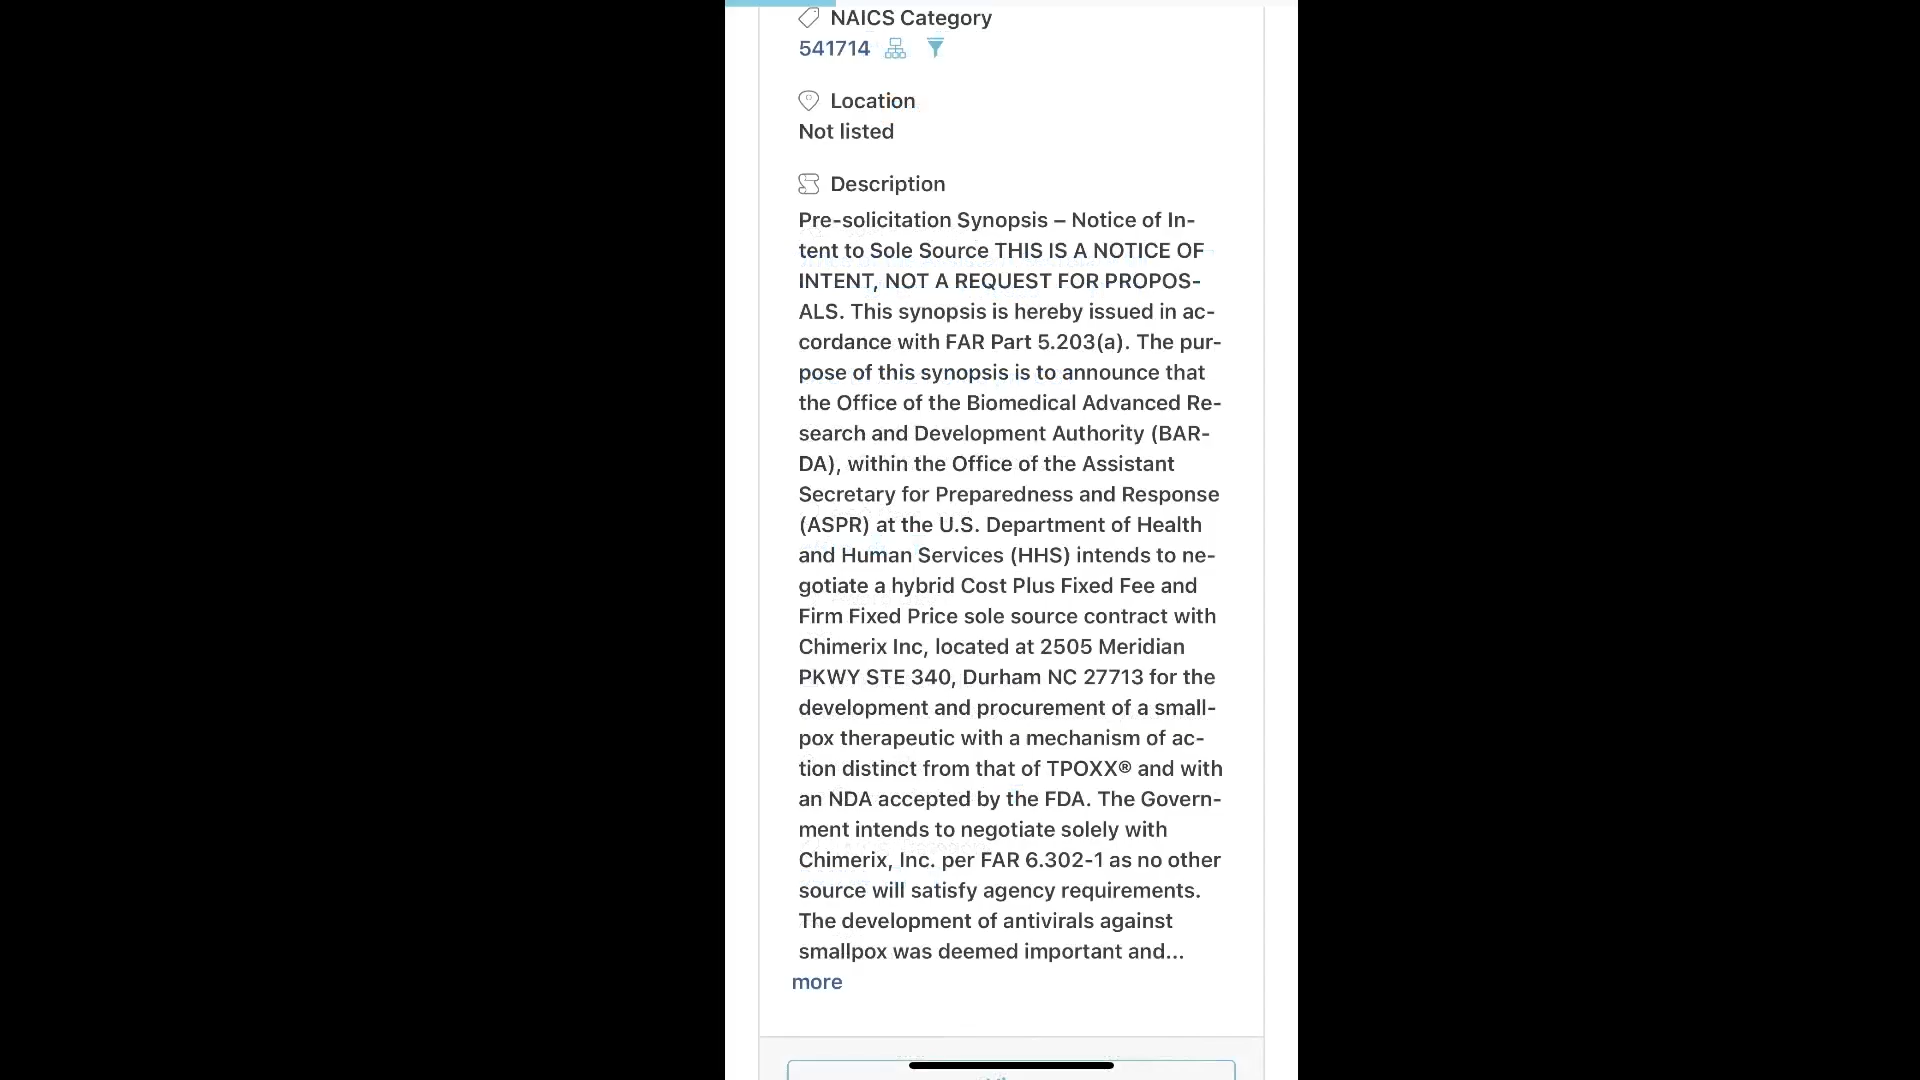 NAICS Category
541714
Location
Not listed
Description
Pre-solicitation Synopsis – Notice of In-
tent to Sole Source THIS IS A NOTICE OF
INTENT, NOT A REQUEST FOR PROPOS-
ALS. This synopsis is hereby issued in ac-
cordance with FAR Part 5.203(a). The pur-
pose of this synopsis is to announce that
the Office of the Biomedical Advanced Re-
search and Development Authority (BAR-
DA), within the Office of the Assistant
Secretary for Preparedness and Response
(ASPR) at the U.S. Department of Health
and Human Services (HHS) intends to ne-
gotiate a hybrid Cost Plus Fixed Fee and
Firm Fixed Price sole source contract with
Chimerix Inc, located at 2505 Meridian
PKWY STE 340, Durham NC 27713 for the
development and procurement of a small-
pox therapeutic with a mechanism of ac-
tion distinct from that of TPOXX® and with
an NDA accepted by the FDA. The Govern-
ment intends to negotiate solely with
Chimerix, Inc. per FAR 6.302-1 as no other
source will satisfy agency requirements.
The development of antivirals against
smallpox was deemed important and...
more